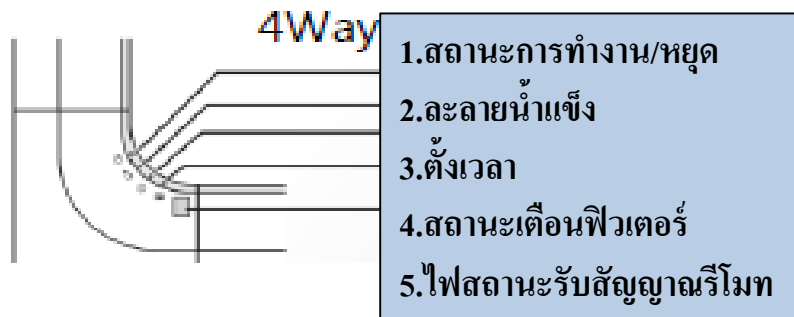 4Way
1.สถานะการทำงาน/หยุด
2.ละลายน้ำแข็ง
3.ตั้งเวลา
4.สถานะเตือนฟิวเตอร์
5.ไฟสถานะรับสัญญาณรีโมท